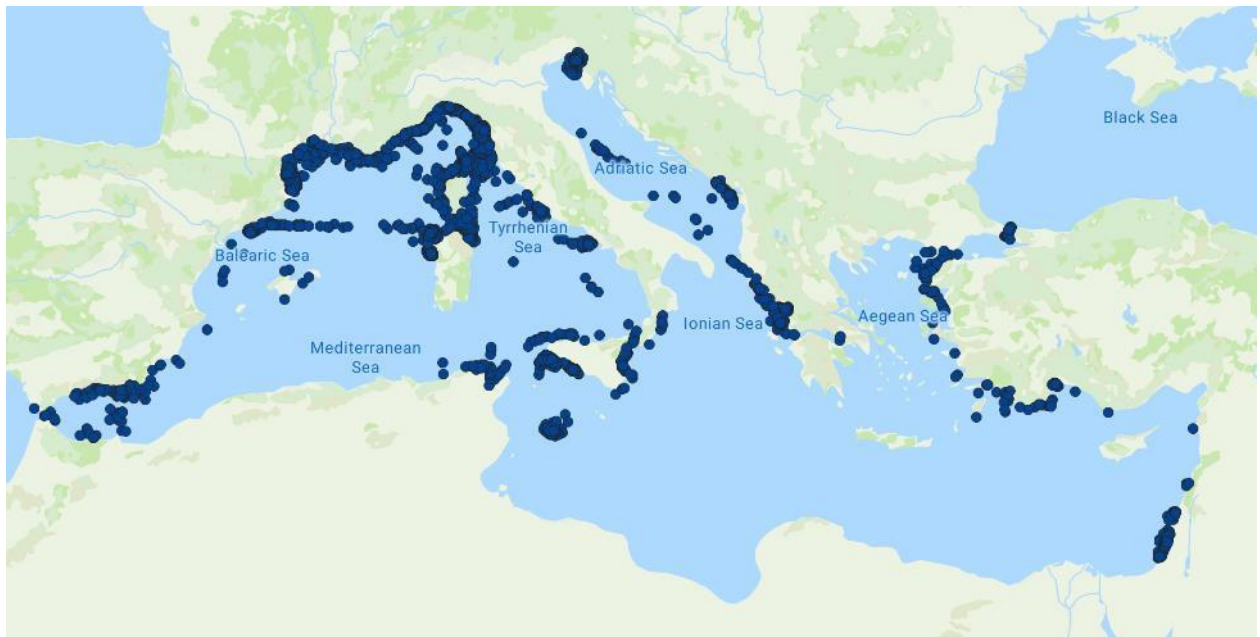 Black Sea
Adriatic Sea
Tyrrhenian
Sea
Balearic Sea
Ionian Sea
Aegean Sea
Mediterranean
Sea